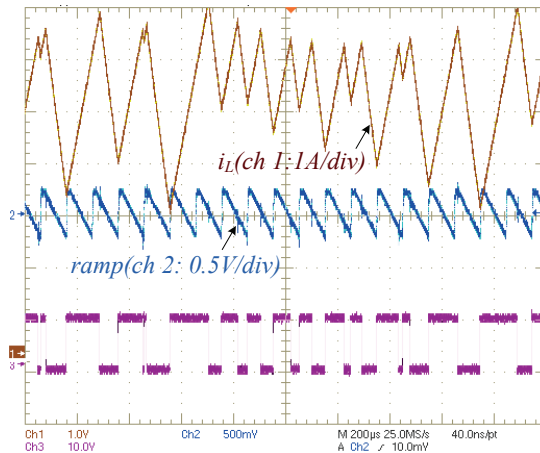 i_L(ch 1:1A/div)
2
ramp(ch 2: 0.5V/div)
1
3
Ch1 1.0V Ch2 500mV M 200µs 25.0MS/s 40.0ns/pt
Ch3 10.0V A Ch2 ∕ 10.0mV